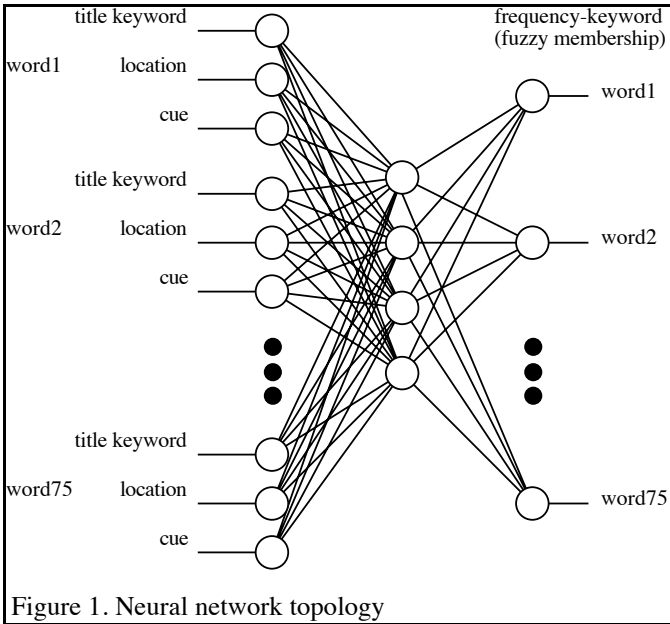 title keyword
word1
location
cue
title keyword
word2
location
cue
title keyword
word75
location
cue
frequency-keyword
(fuzzy membership)
word1
word2
word75
Figure 1. Neural network topology